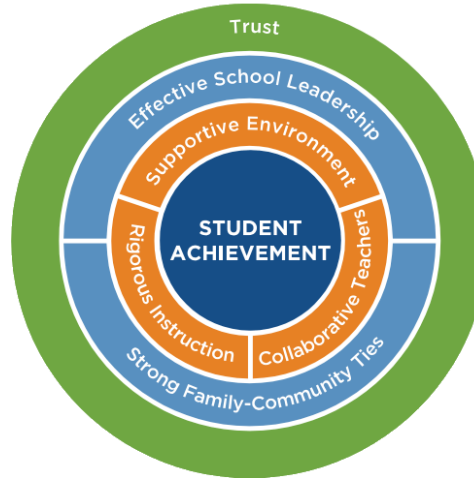 Trust
Effective School Leadership
Supportive Environment
STUDENT
ACHIEVEMENT
Rigorous Instruction
Collaborative Teachers
Strong Family-Community Ties